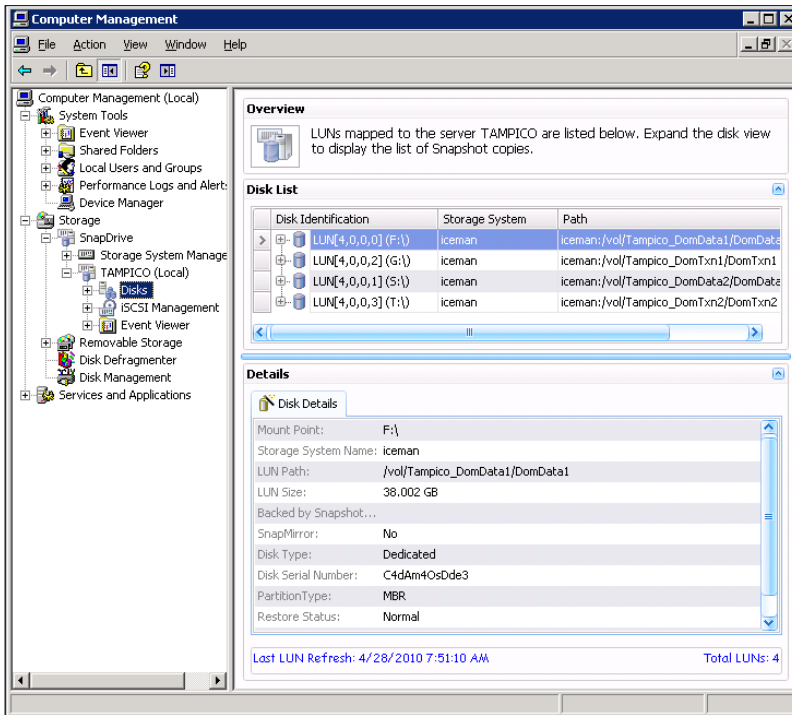 Computer Management
File Action View Window Help
Computer Management (Local)
System Tools
Event Viewer
Shared Folders
Local Users and Groups
Performance Logs and Alert
Device Manager
Storage
SnapDrive
Storage System Manage
TAMPICO (Local)
Disks
iSCSI Management
Event Viewer
Removable Storage
Disk Defragmenter
Disk Management
Services and Applications
Overview
LUNs mapped to the server TAMPICO are listed below. Expand the disk view
to display the list of Snapshot copies.
Disk List
Disk Identification Storage System Path
LUN[4,0,0,0] (F:\) iceman iceman:/vol/Tampico_DomData1/DomData
LUN[4,0,0,2] (G:\) iceman iceman:/vol/Tampico_DomTxn1/DomTxn1
LUN[4,0,0,1] (S:\) iceman iceman:/vol/Tampico_DomData2/DomData
LUN[4,0,0,3] (T:\) iceman iceman:/vol/Tampico_DomTxn2/DomTxn2
Details
Disk Details
Mount Point: F:\
Storage System Name: iceman
LUN Path: /vol/Tampico_DomData1/DomData1
LUN Size: 38.002 GB
Backed by Snapshot...
SnapMirror: No
Disk Type: Dedicated
Disk Serial Number: C4dAm4OsDde3
PartitionType: MBR
Restore Status: Normal
Last LUN Refresh: 4/28/2010 7:51:10 AM Total LUNs: 4